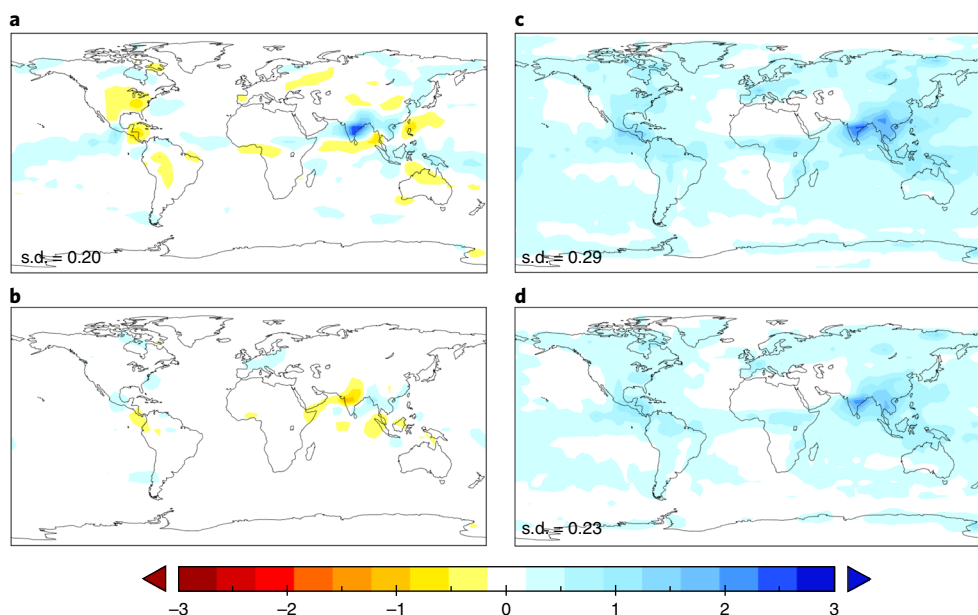 a
c
s.d. = 0.20
s.d. = 0.29
b
d
s.d. = 0.23
−3 −2 −1 0 1 2 3